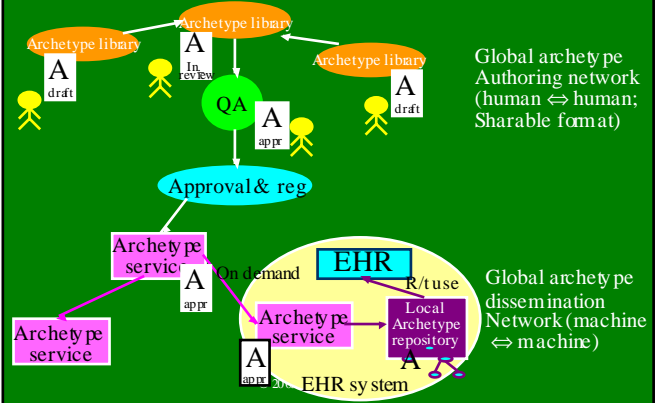 Archetype library
Archetype library
Archetype library
A
In
review
A
draft
A
draft
Global archetype
Authoring network
(human ⇔ human;
Sharable format)
QA
A
appr
Approval & reg
Archetype
service
A
appr
On demand
EHR
R/t use
Archetype
service
Local
Archetype
repository
A
Archetype
service
A
appr
EHR system
Global archetype
dissemination
Network (machine
⇔ machine)